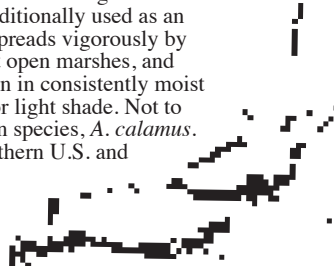 ditionally used as an
preads vigorously by
open marshes, and
n in consistently moist
or light shade. Not to
n species, A. calamus.
thern U.S. and